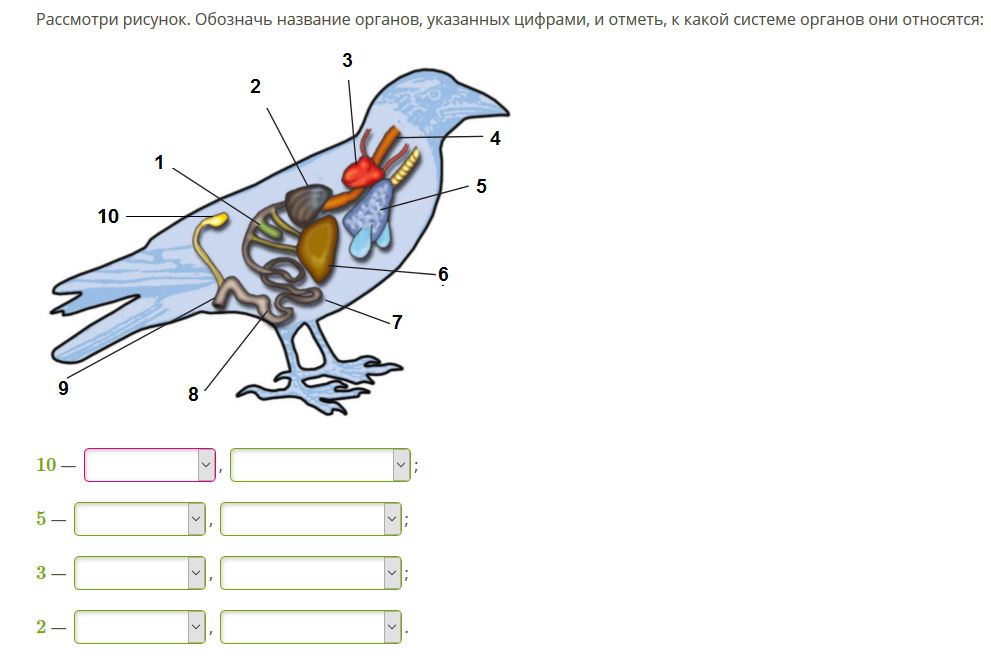 Рассмотри рисунок. Обозначь название органов, указанных цифрами, и отметь, к какой системе органов они относятся:
3
2
4
1
5
10
6
7
9
8
10 — , ;
5 — , ;
3 — , ;
2 — , .